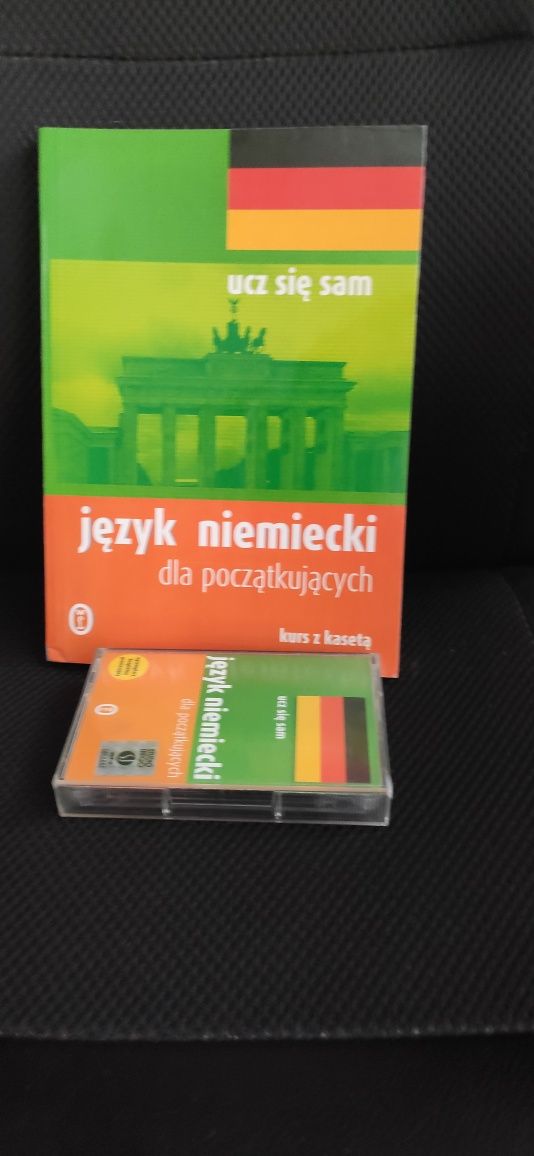 ucz się sam
język niemiecki
dla początkujących
kurs z kasetą
ucz się sam
język niemiecki
dla początkujących